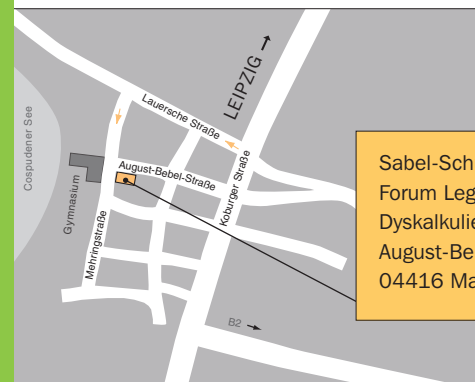 LEIPZIG
Lauersche Straße
Cospudener See
August-Bebel-Straße
Koburger Straße
Gymnasium
Mehringstraße
B2
Sabel-Sch
Forum Leg
Dyskalkulie
August-Be
04416 Ma